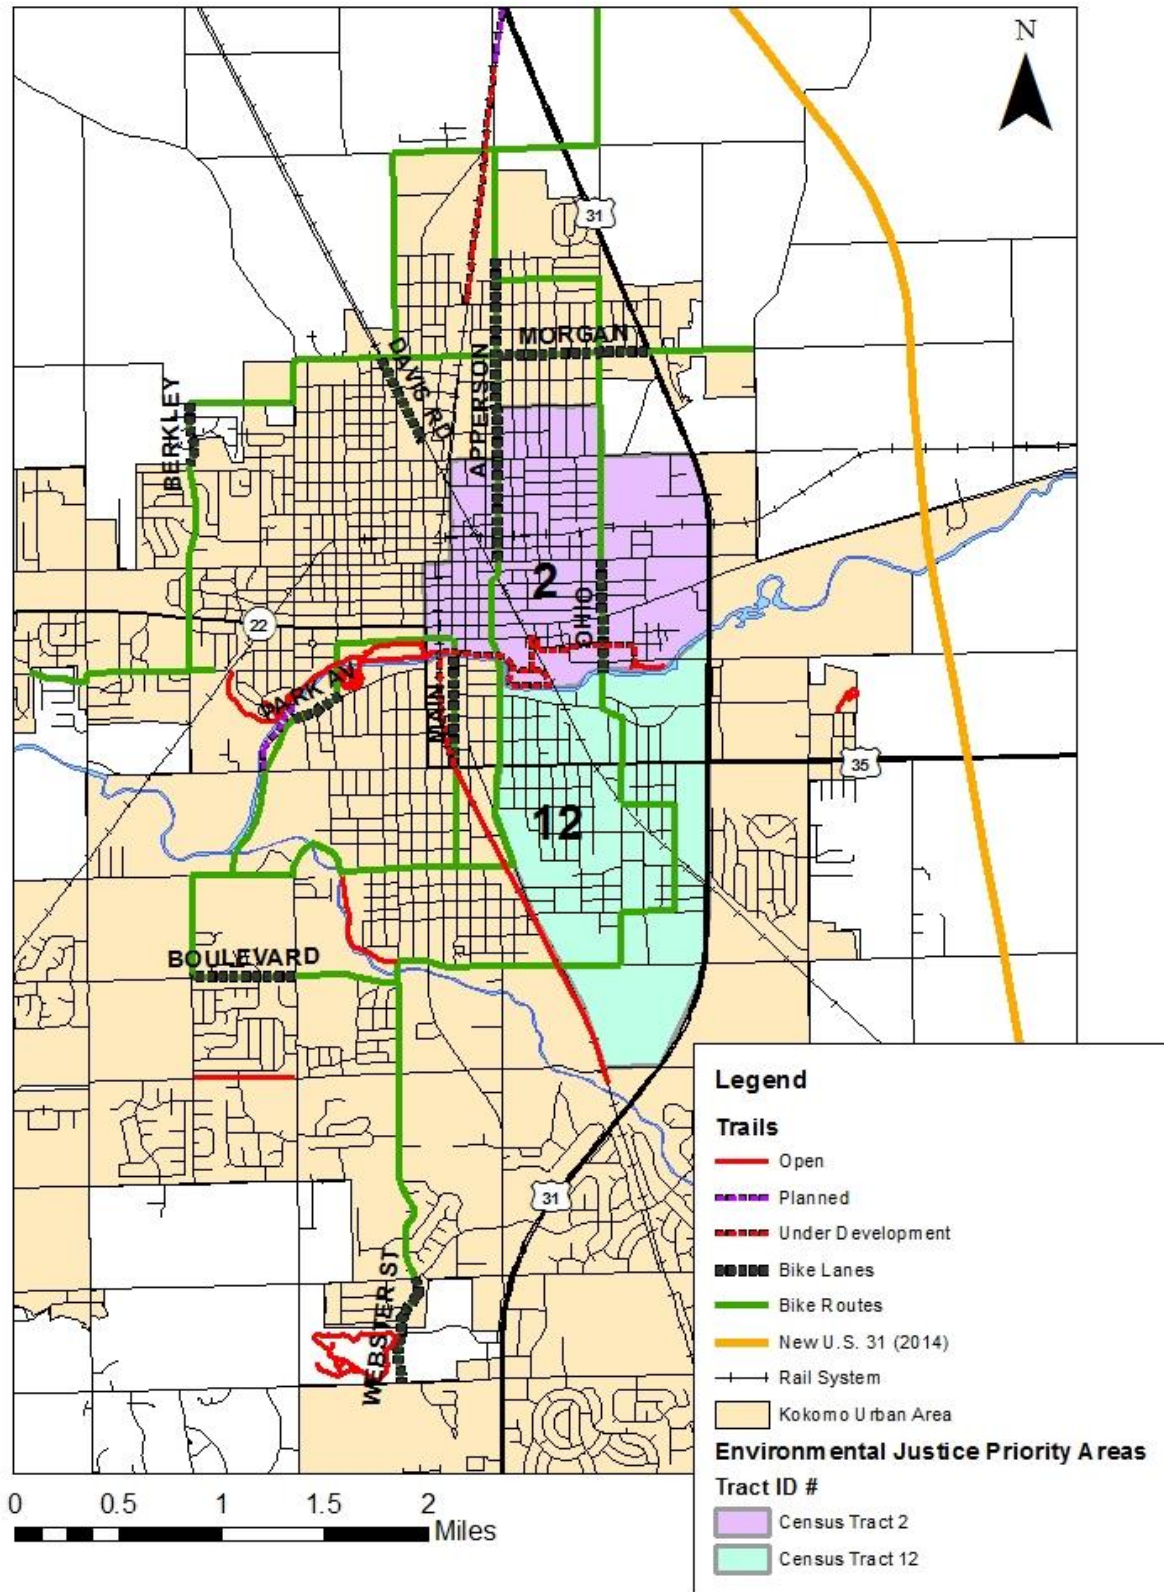 N
31
MORGAN
DAVIS RD
APPERSON
BERKLEY
2
OHIO
22
PARK AV
MAIN
35
12
BOULEVARD
31
WEBSTER ST
Legend
Trails
Open
Planned
Under Development
Bike Lanes
Bike Routes
New U.S. 31 (2014)
Rail System
Kokomo Urban Area
Environmental Justice Priority Areas
Tract ID #
Census Tract 2
Census Tract 12
0 0.5 1 1.5 2
Miles